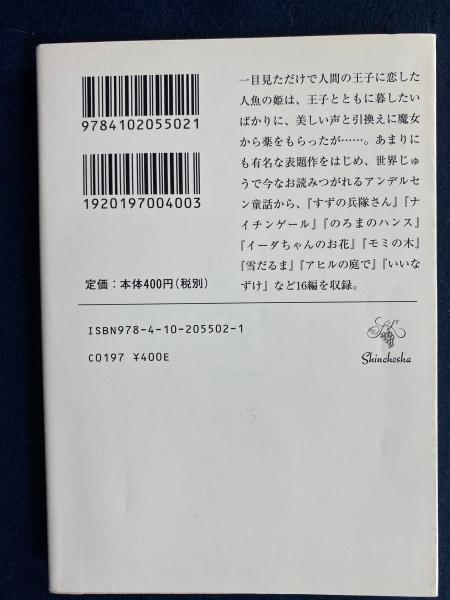 9784102055021
1920197004003
定価：本体400円（税別）
ISBN978-4-10-205502-1
C0197 ¥400E
一目見ただけで人間の王子に恋した
人魚の姫は、王子とともに暮したい
ばかりに、美しい声と引換えに魔女
から薬をもらったが……。あまりに
も有名な表題作をはじめ、世界じゅ
うで今なお読みつがれるアンデルセ
ン童話から、『すずの兵隊さん』『ナ
イチンゲール』『のろまのハンス』
『イーダちゃんのお花』『モミの木』
『雪だるま』『アヒルの庭で』『いいな
ずけ』など16編を収録。
Shinchosha